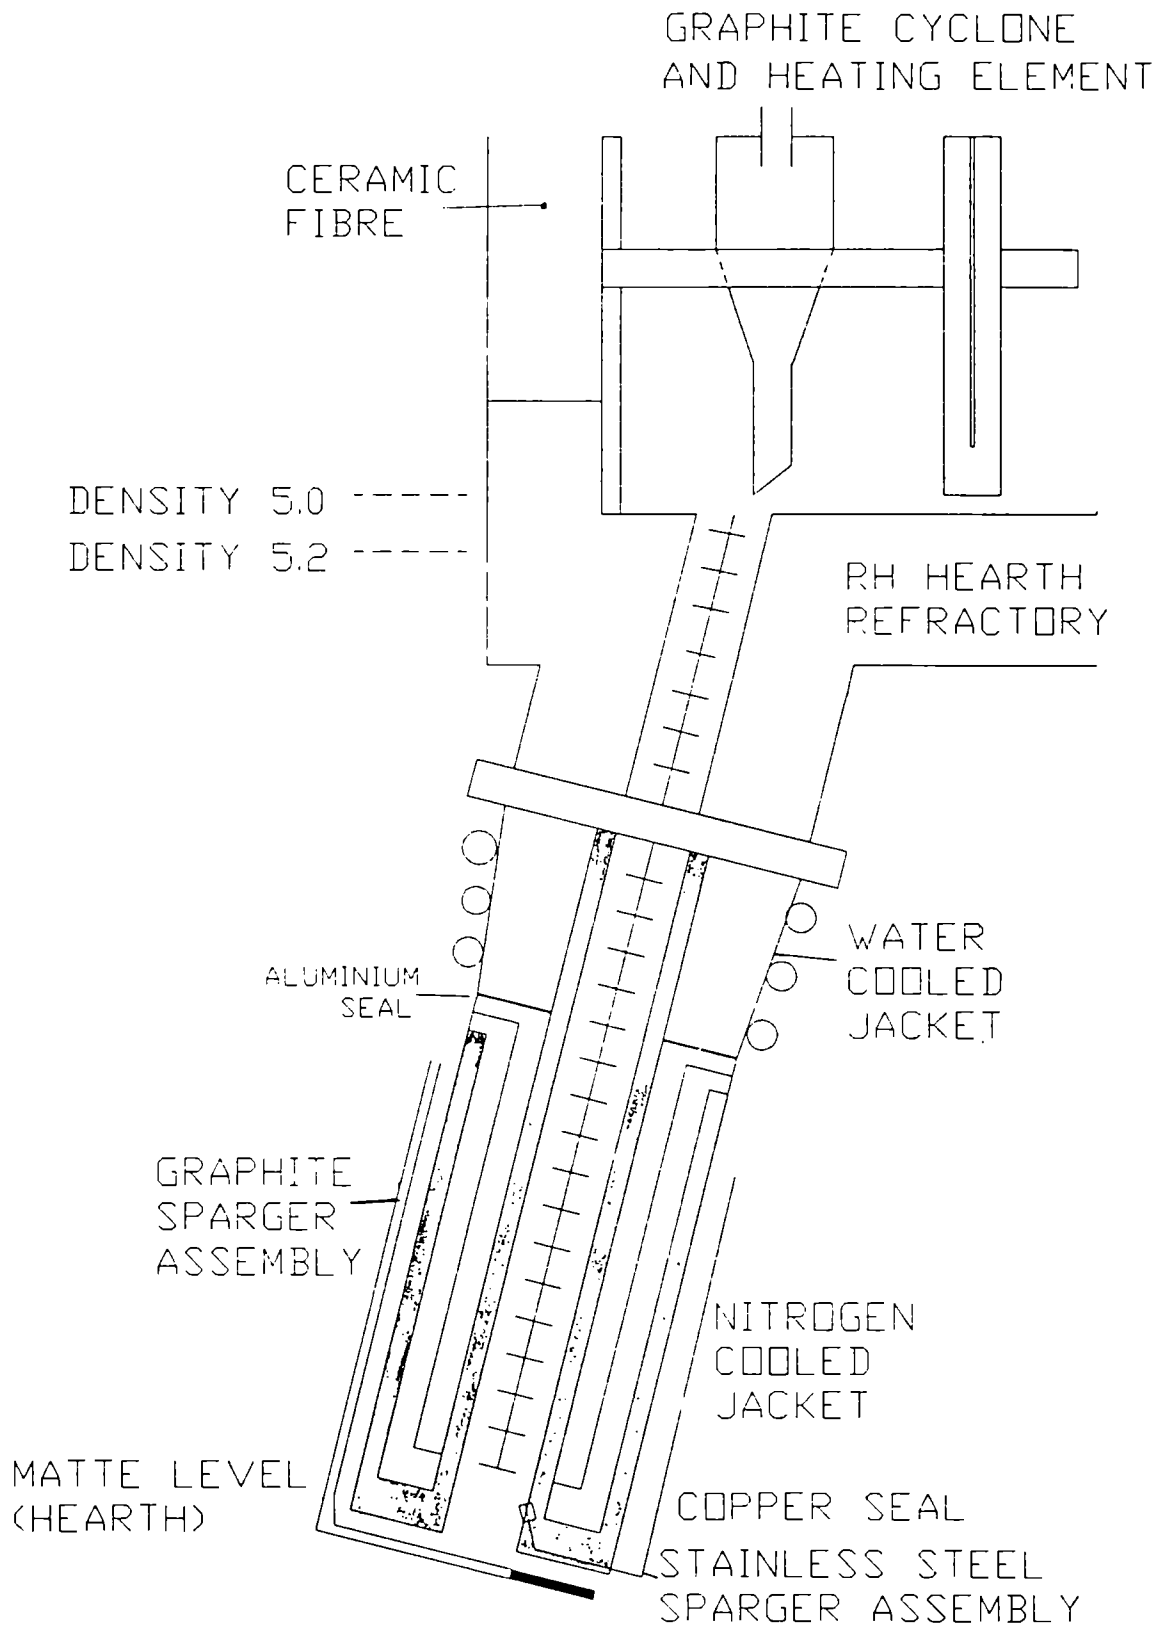 GRAPHITE CYCLONE
AND HEATING ELEMENT
CERAMIC
FIBRE
DENSITY 5.0
DENSITY 5.2
RH HEARTH
REFRACTORY
WATER
COOLED
JACKET
ALUMINIUM
SEAL
GRAPHITE
SPARGER
ASSEMBLY
NITROGEN
COOLED
JACKET
MATTE LEVEL
(HEARTH)
COPPER SEAL
STAINLESS STEEL
SPARGER ASSEMBLY